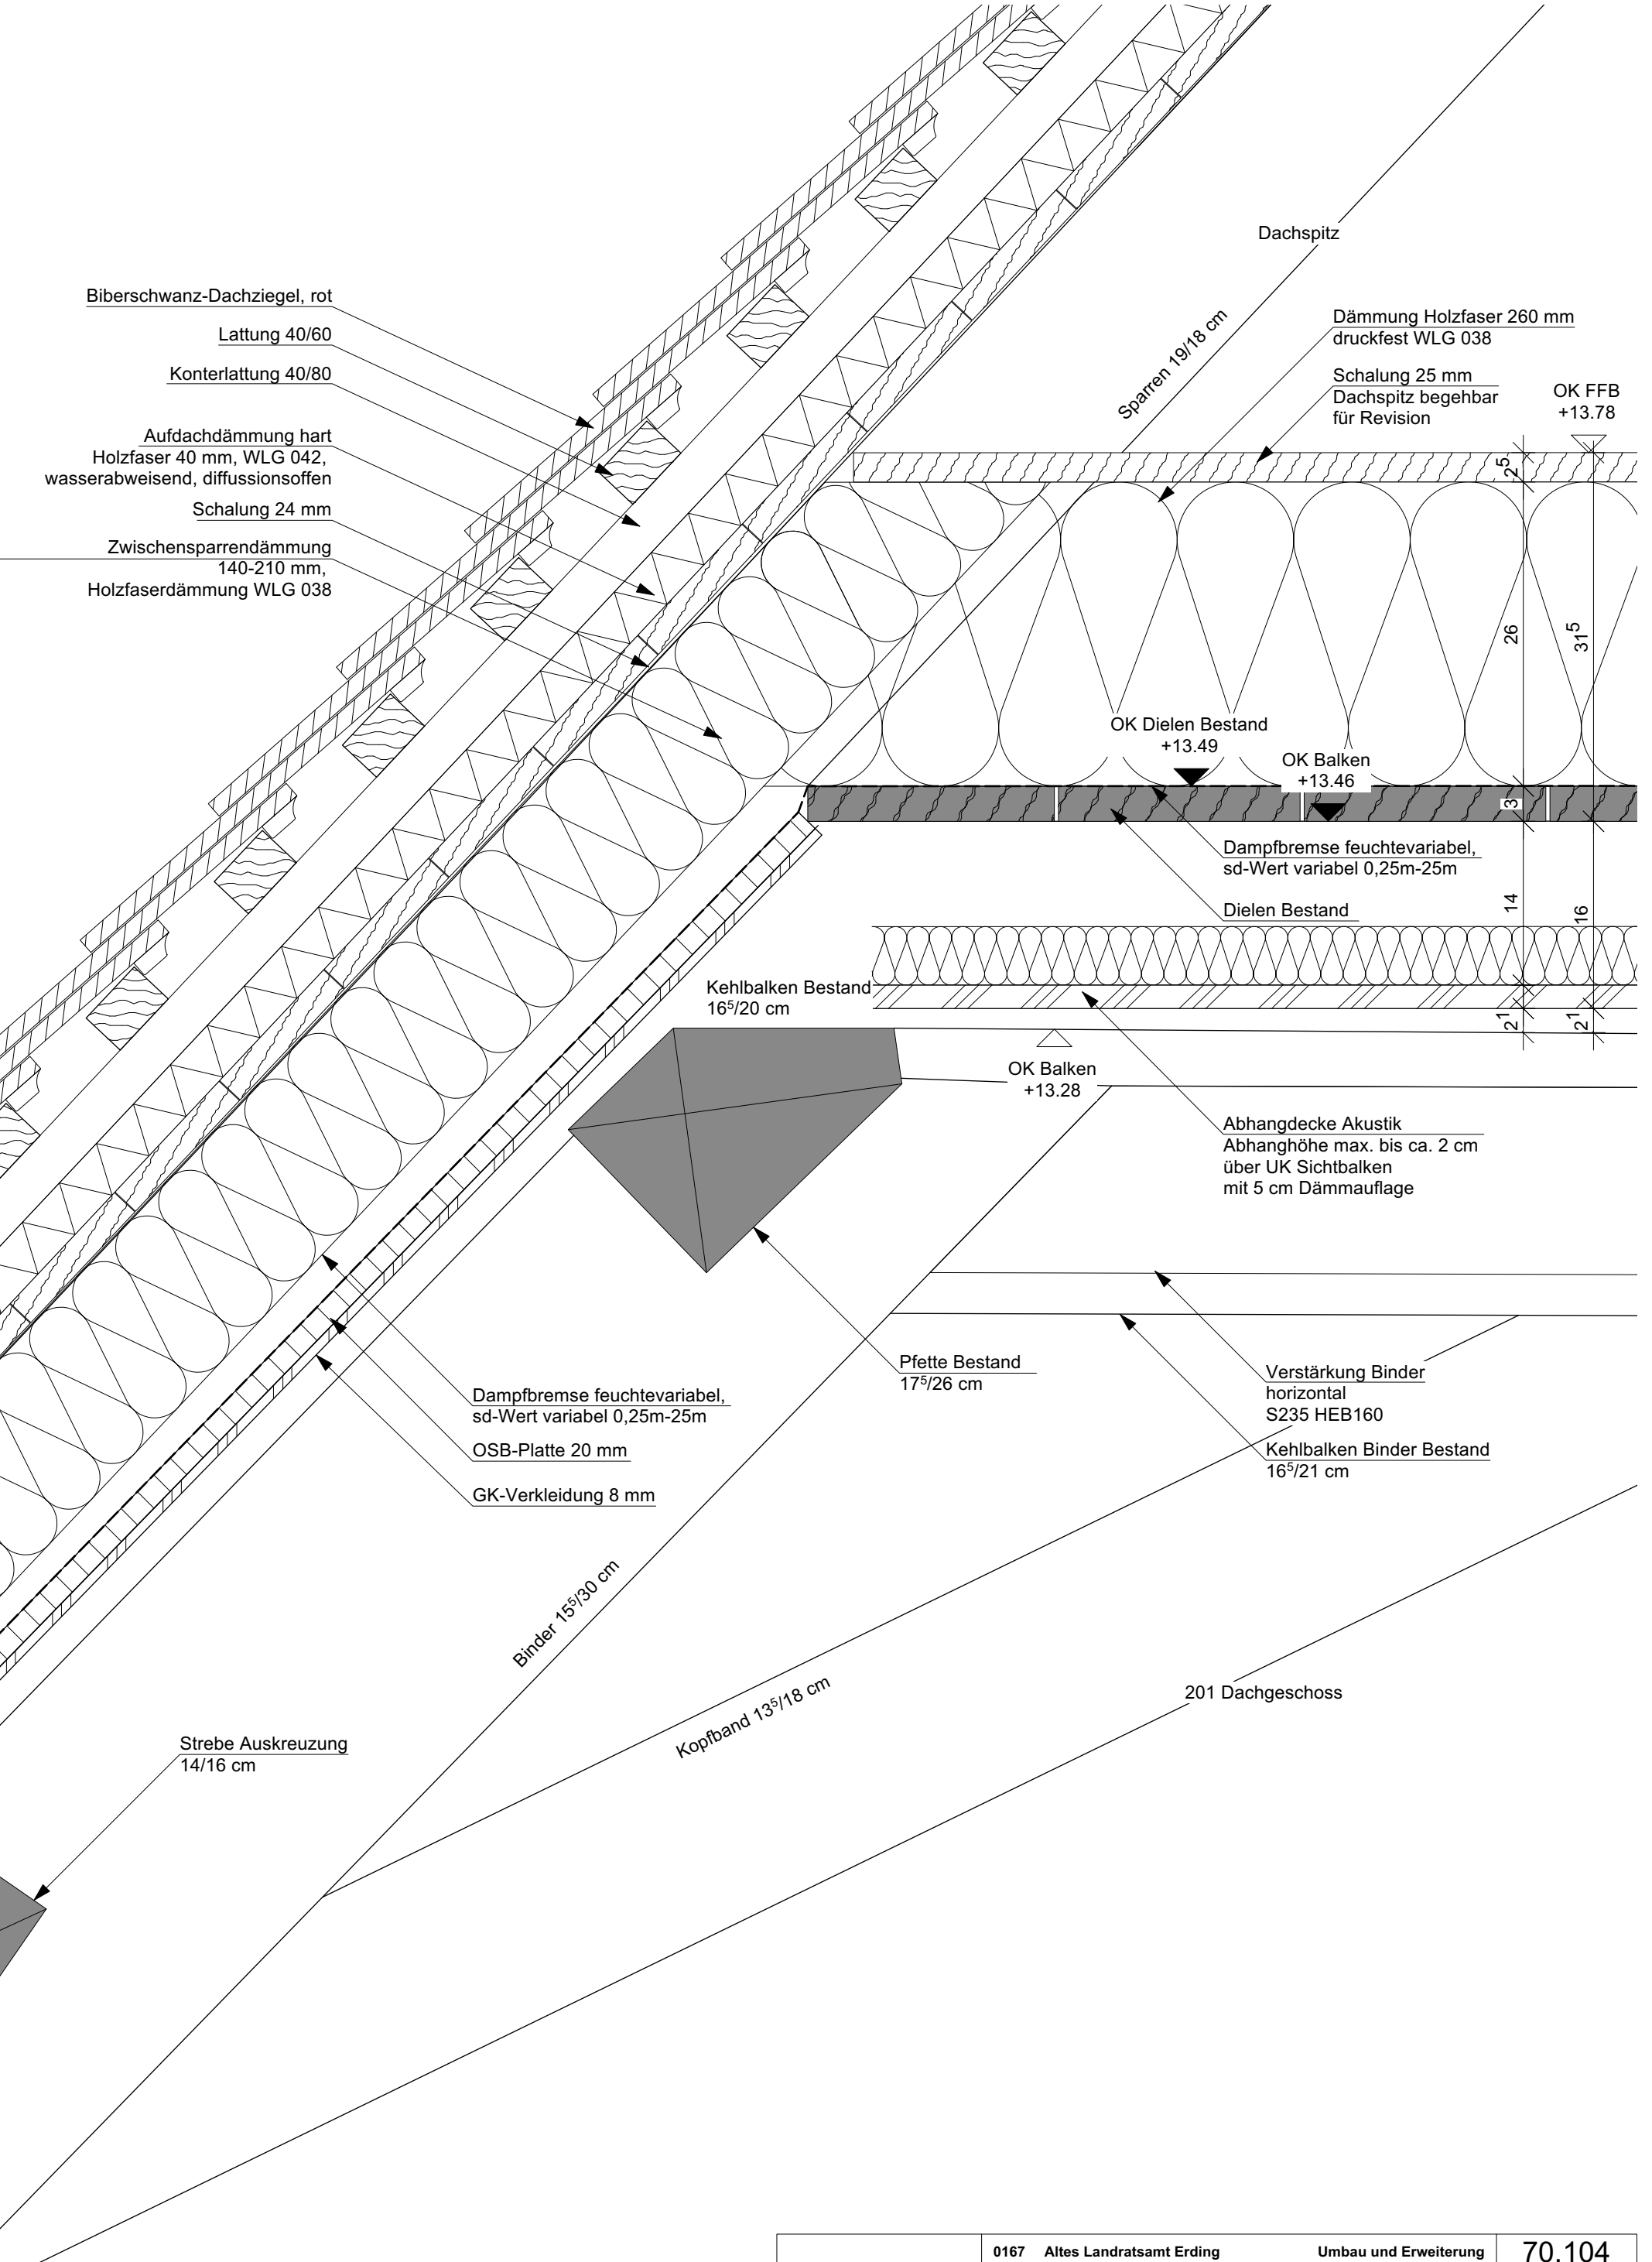 Dachspitz
Biberschwanz-Dachziegel, rot
Lattung 40/60
Konterlattung 40/80
Aufdachdämmung hart
Holzfaser 40 mm, WLG 042,
wasserabweisend, diffussionsoffen
Schalung 24 mm
Zwischensparrendämmung
140-210 mm,
Holzfaserdämmung WLG 038
Sparren 19/18 cm
Dämmung Holzfaser 260 mm
druckfest WLG 038
Schalung 25 mm
Dachspitz begehbar
für Revision
OK FFB
+13.78
2⁵
26
31⁵
OK Dielen Bestand
+13.49
OK Balken
+13.46
3
Dampfbremse feuchtevariabel,
sd-Wert variabel 0,25m-25m
Dielen Bestand
14
16
Kehlbalken Bestand
16⁵/20 cm
2¹
2¹
OK Balken
+13.28
Abhangdecke Akustik
Abhanghöhe max. bis ca. 2 cm
über UK Sichtbalken
mit 5 cm Dämmauflage
Pfette Bestand
17⁵/26 cm
Verstärkung Binder
horizontal
S235 HEB160
Kehlbalken Binder Bestand
16⁵/21 cm
Dampfbremse feuchtevariabel,
sd-Wert variabel 0,25m-25m
OSB-Platte 20 mm
GK-Verkleidung 8 mm
Binder 15⁵/30 cm
Kopfband 13⁵/18 cm
201 Dachgeschoss
Strebe Auskreuzung
14/16 cm
0167 Altes Landratsamt Erding Umbau und Erweiterung 70.104